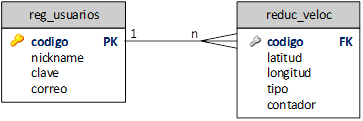 reg_usuarios
codigo PK
nickname
clave
correo
1 n
reduc_veloc
codigo FK
latitud
longitud
tipo
contador